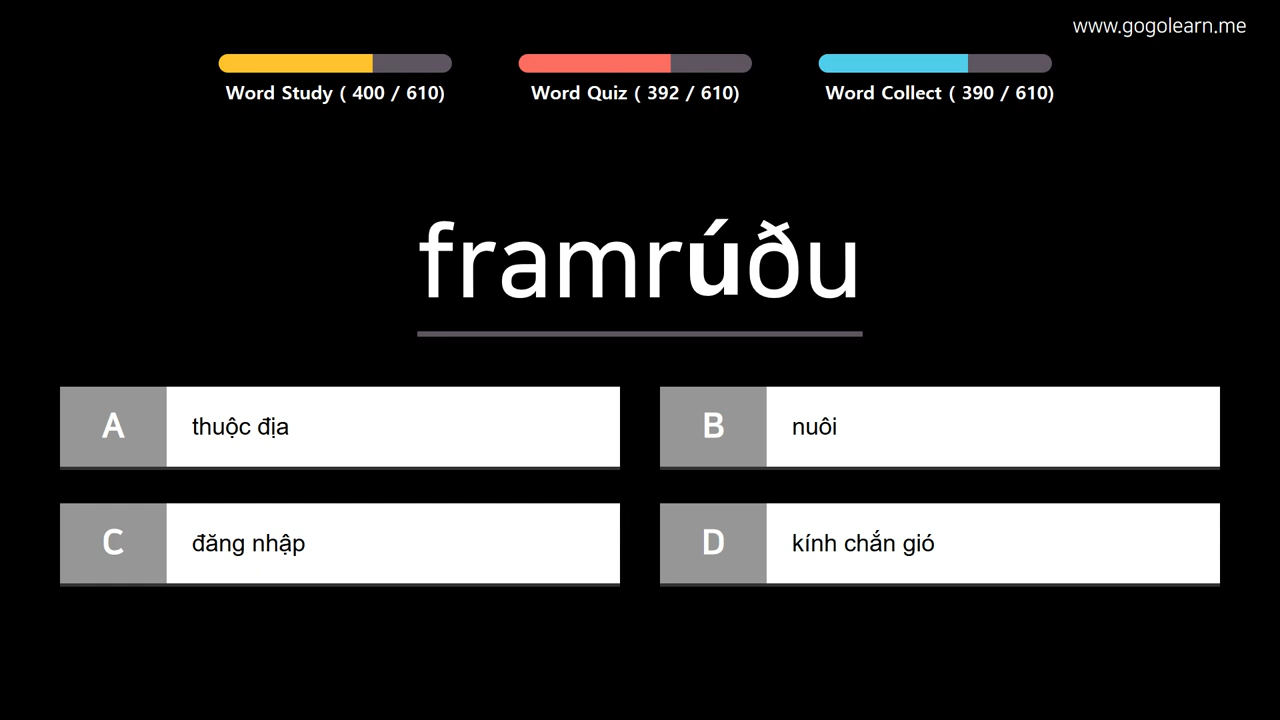 www.gogolearn.me
Word Study ( 400 / 610)
Word Quiz ( 392 / 610)
Word Collect ( 390 / 610)
framrúðu
A thuộc địa
B nuôi
C đăng nhập
D kính chắn gió